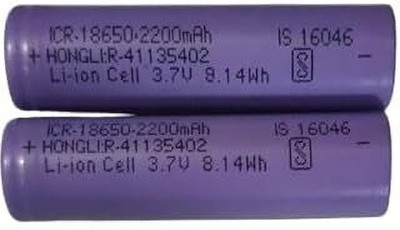 ICR-18650-2200mAh IS 16046
+ HONGLI:R-41135402 -
Li-ion Cell 3.7V 8.14Wh
ICR-18650-2200mAh IS 16046
+ HONGLI:R-41135402 -
Li-ion Cell 3.7V 8.14Wh